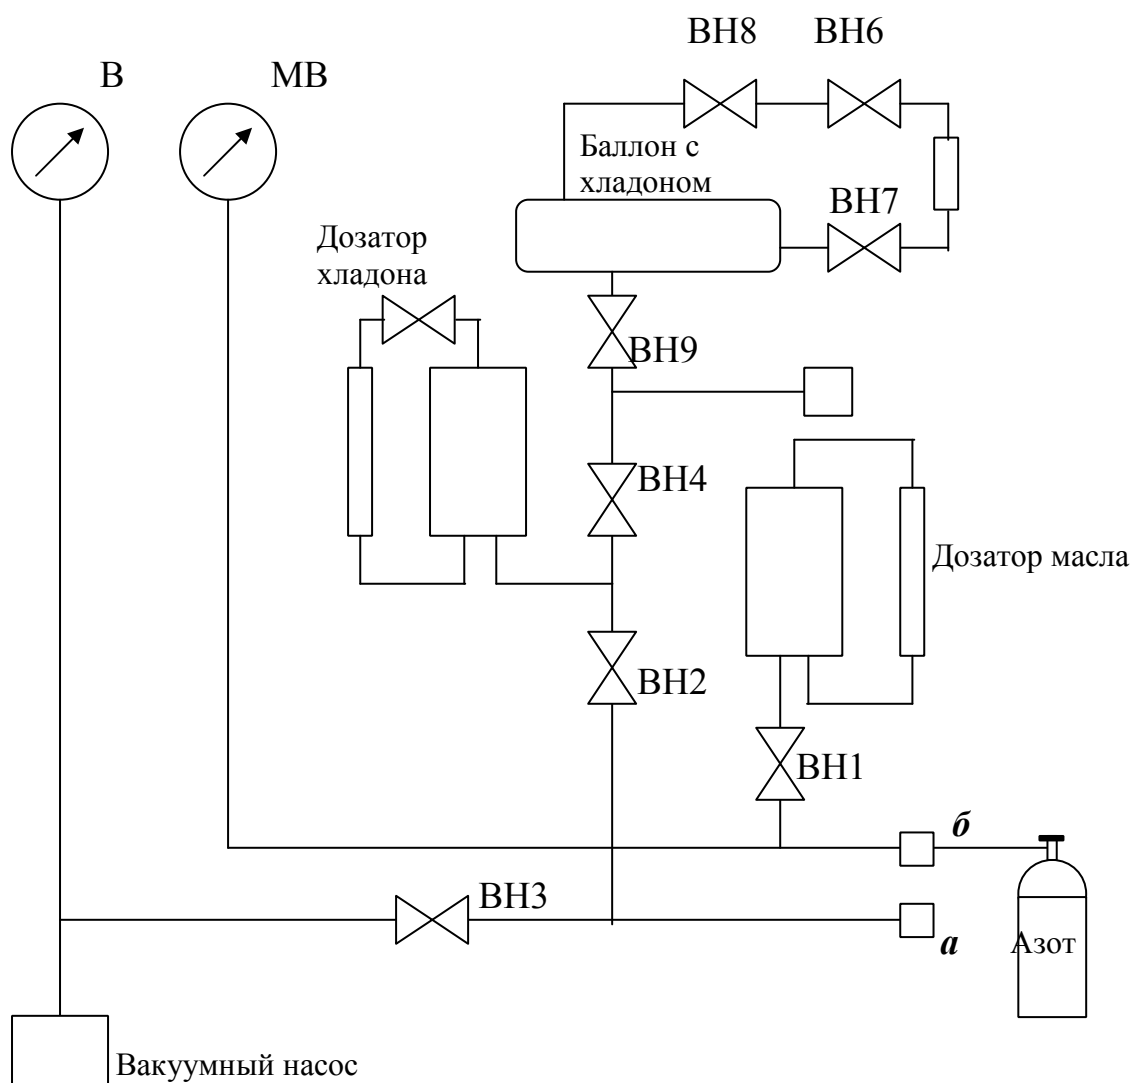 ВН8
ВН6
В
МВ
Баллон с
хладоном
ВН7
Дозатор
хладона
ВН9
ВН4
Дозатор масла
ВН2
ВН1
б
ВН3
а
Азот
Вакуумный насос